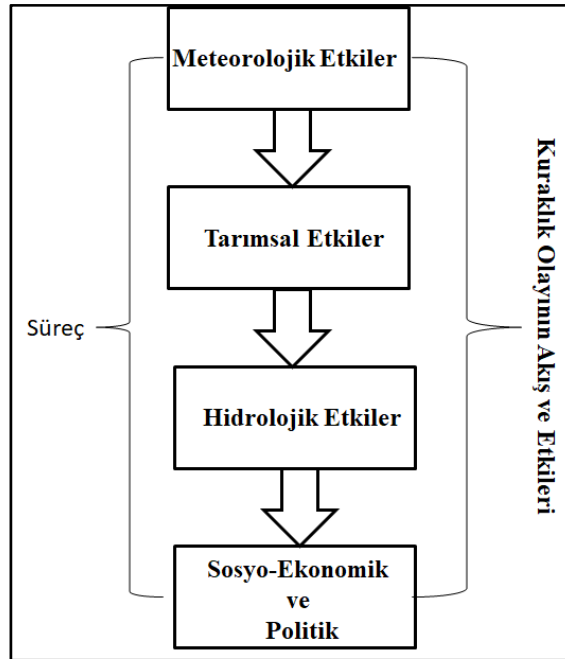 Meteorolojik Etkiler
Tarımsal Etkiler
Süreç
Hidrolojik Etkiler
Sosyo-Ekonomik
ve
Politik
Kuraklık Olayının Akış ve Etkileri